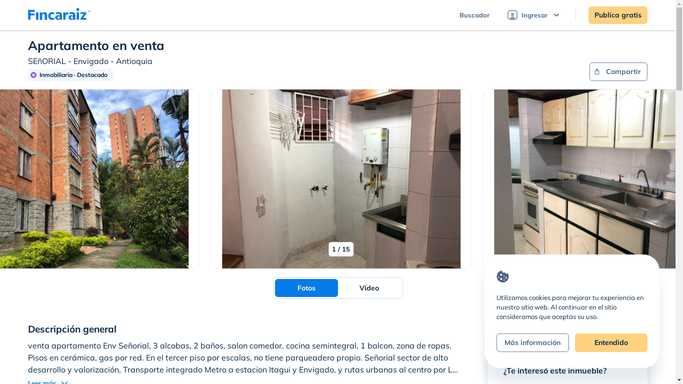 Fincaraiz
Buscador
Ingresar
Publica gratis
Apartamento en venta
SEñORIAL - Envigado - Antioquia
Inmobiliaria · Destacado
Compartir
1 / 15
Fotos
Video
Utilizamos cookies para mejorar tu experiencia en
nuestro sitio web. Al continuar en el sitio
consideramos que aceptas su uso.
Más información
Entendido
Descripción general
venta apartamento Env Señorial, 3 alcobas, 2 baños, salon comedor, cocina semintegral, 1 balcon, zona de ropas.
Pisos en cerámica, gas por red. En el tercer piso por escalas, no tiene parqueadero propio. Señorial sector de alto
desarrollo y valorización, Transporte integrado Metro a estacion Itagui y Envigado, y rutas urbanas al centro por L...
Leer más
¿Te interesó este inmueble?